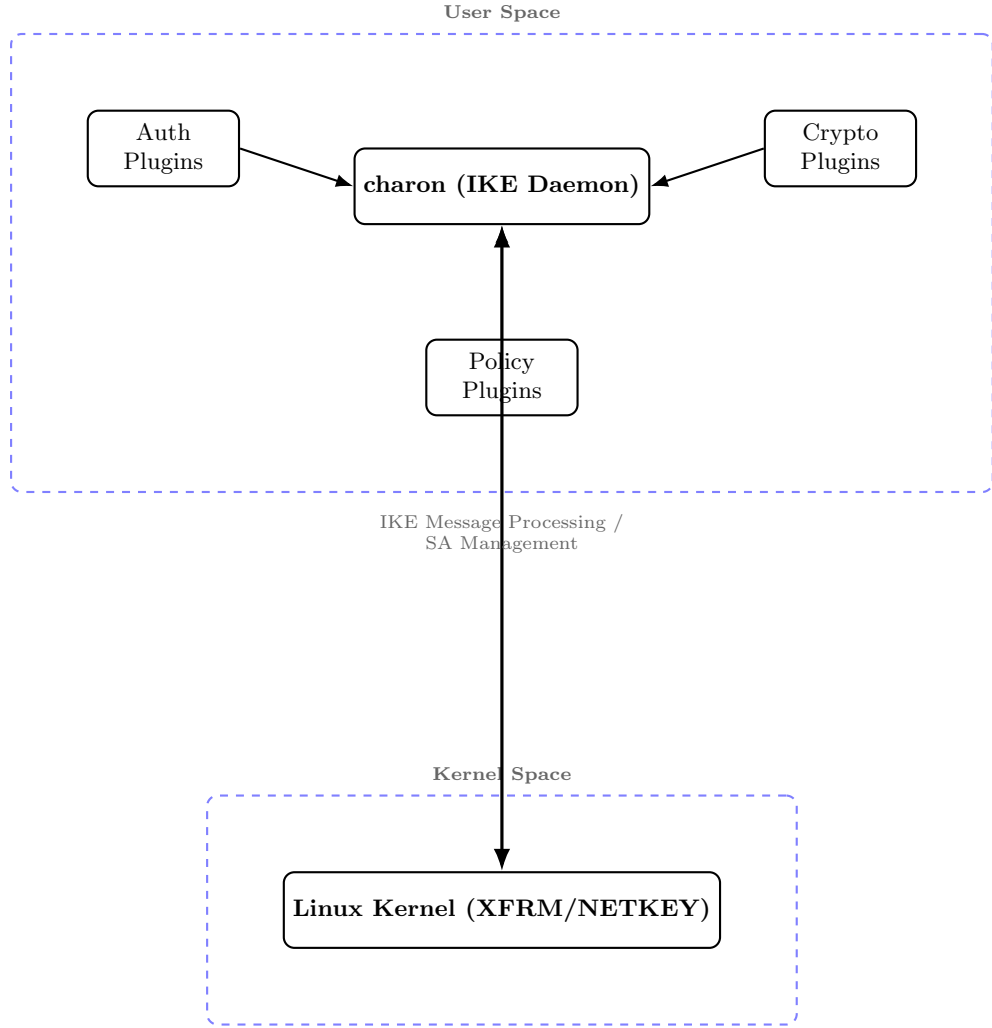 User Space
Auth
Plugins
Crypto
Plugins
charon (IKE Daemon)
Policy
Plugins
IKE Message Processing /
SA Management
Kernel Space
Linux Kernel (XFRM/NETKEY)